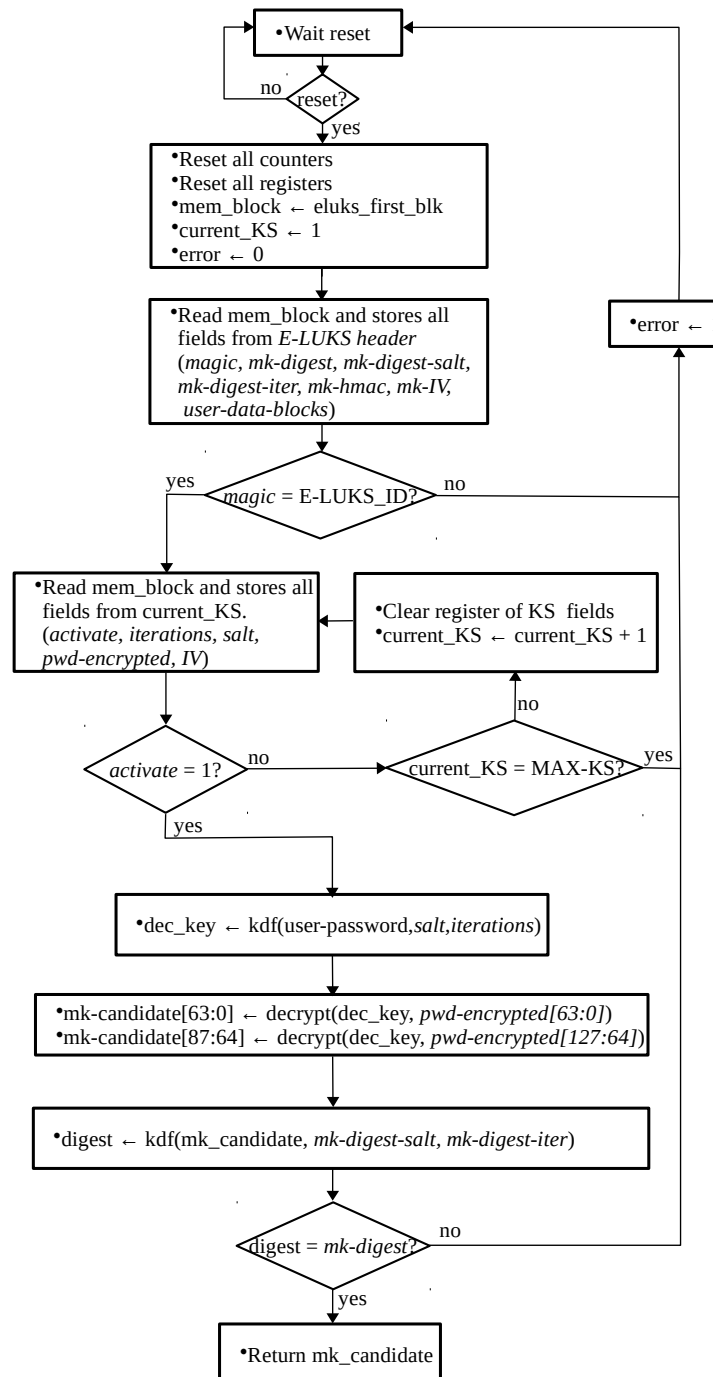 •Wait reset
no
reset?
yes
•Reset all counters
•Reset all registers
•mem_block ← eluks_first_blk
•current_KS ← 1
•error ← 0
•Read mem_block and stores all
fields from E-LUKS header
(magic, mk-digest, mk-digest-salt,
mk-digest-iter, mk-hmac, mk-IV,
user-data-blocks)
•error ←
yes
magic = E-LUKS_ID?
no
•Read mem_block and stores all
fields from current_KS.
(activate, iterations, salt,
pwd-encrypted, IV)
•Clear register of KS fields
•current_KS ← current_KS + 1
no
activate = 1?
no
current_KS = MAX-KS?
yes
yes
•dec_key ← kdf(user-password,salt,iterations)
•mk-candidate[63:0] ← decrypt(dec_key, pwd-encrypted[63:0])
•mk-candidate[87:64] ← decrypt(dec_key, pwd-encrypted[127:64])
•digest ← kdf(mk_candidate, mk-digest-salt, mk-digest-iter)
digest = mk-digest?
no
yes
•Return mk_candidate